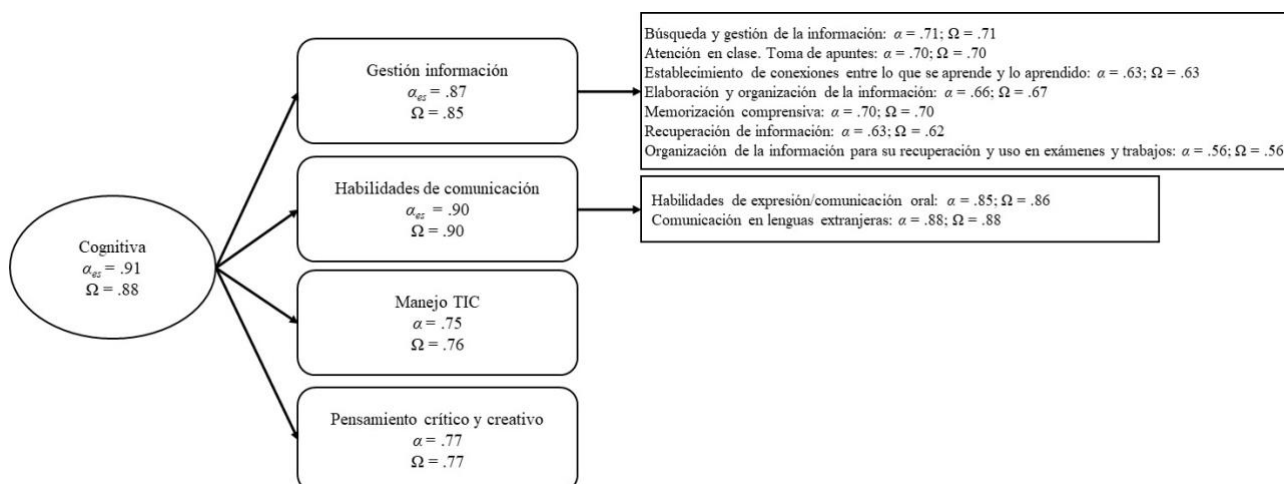 Cognitiva
αes = .91
Ω = .88
Gestión información
αes = .87
Ω = .85
Búsqueda y gestión de la información: α = .71; Ω = .71
Atención en clase. Toma de apuntes: α = .70; Ω = .70
Establecimiento de conexiones entre lo que se aprende y lo aprendido: α = .63; Ω = .63
Elaboración y organización de la información: α = .66; Ω = .67
Memorización comprensiva: α = .70; Ω = .70
Recuperación de información: α = .63; Ω = .62
Organización de la información para su recuperación y uso en exámenes y trabajos: α = .56; Ω = .56
Habilidades de comunicación
αes = .90
Ω = .90
Habilidades de expresión/comunicación oral: α = .85; Ω = .86
Comunicación en lenguas extranjeras: α = .88; Ω = .88
Manejo TIC
α = .75
Ω = .76
Pensamiento crítico y creativo
α = .77
Ω = .77